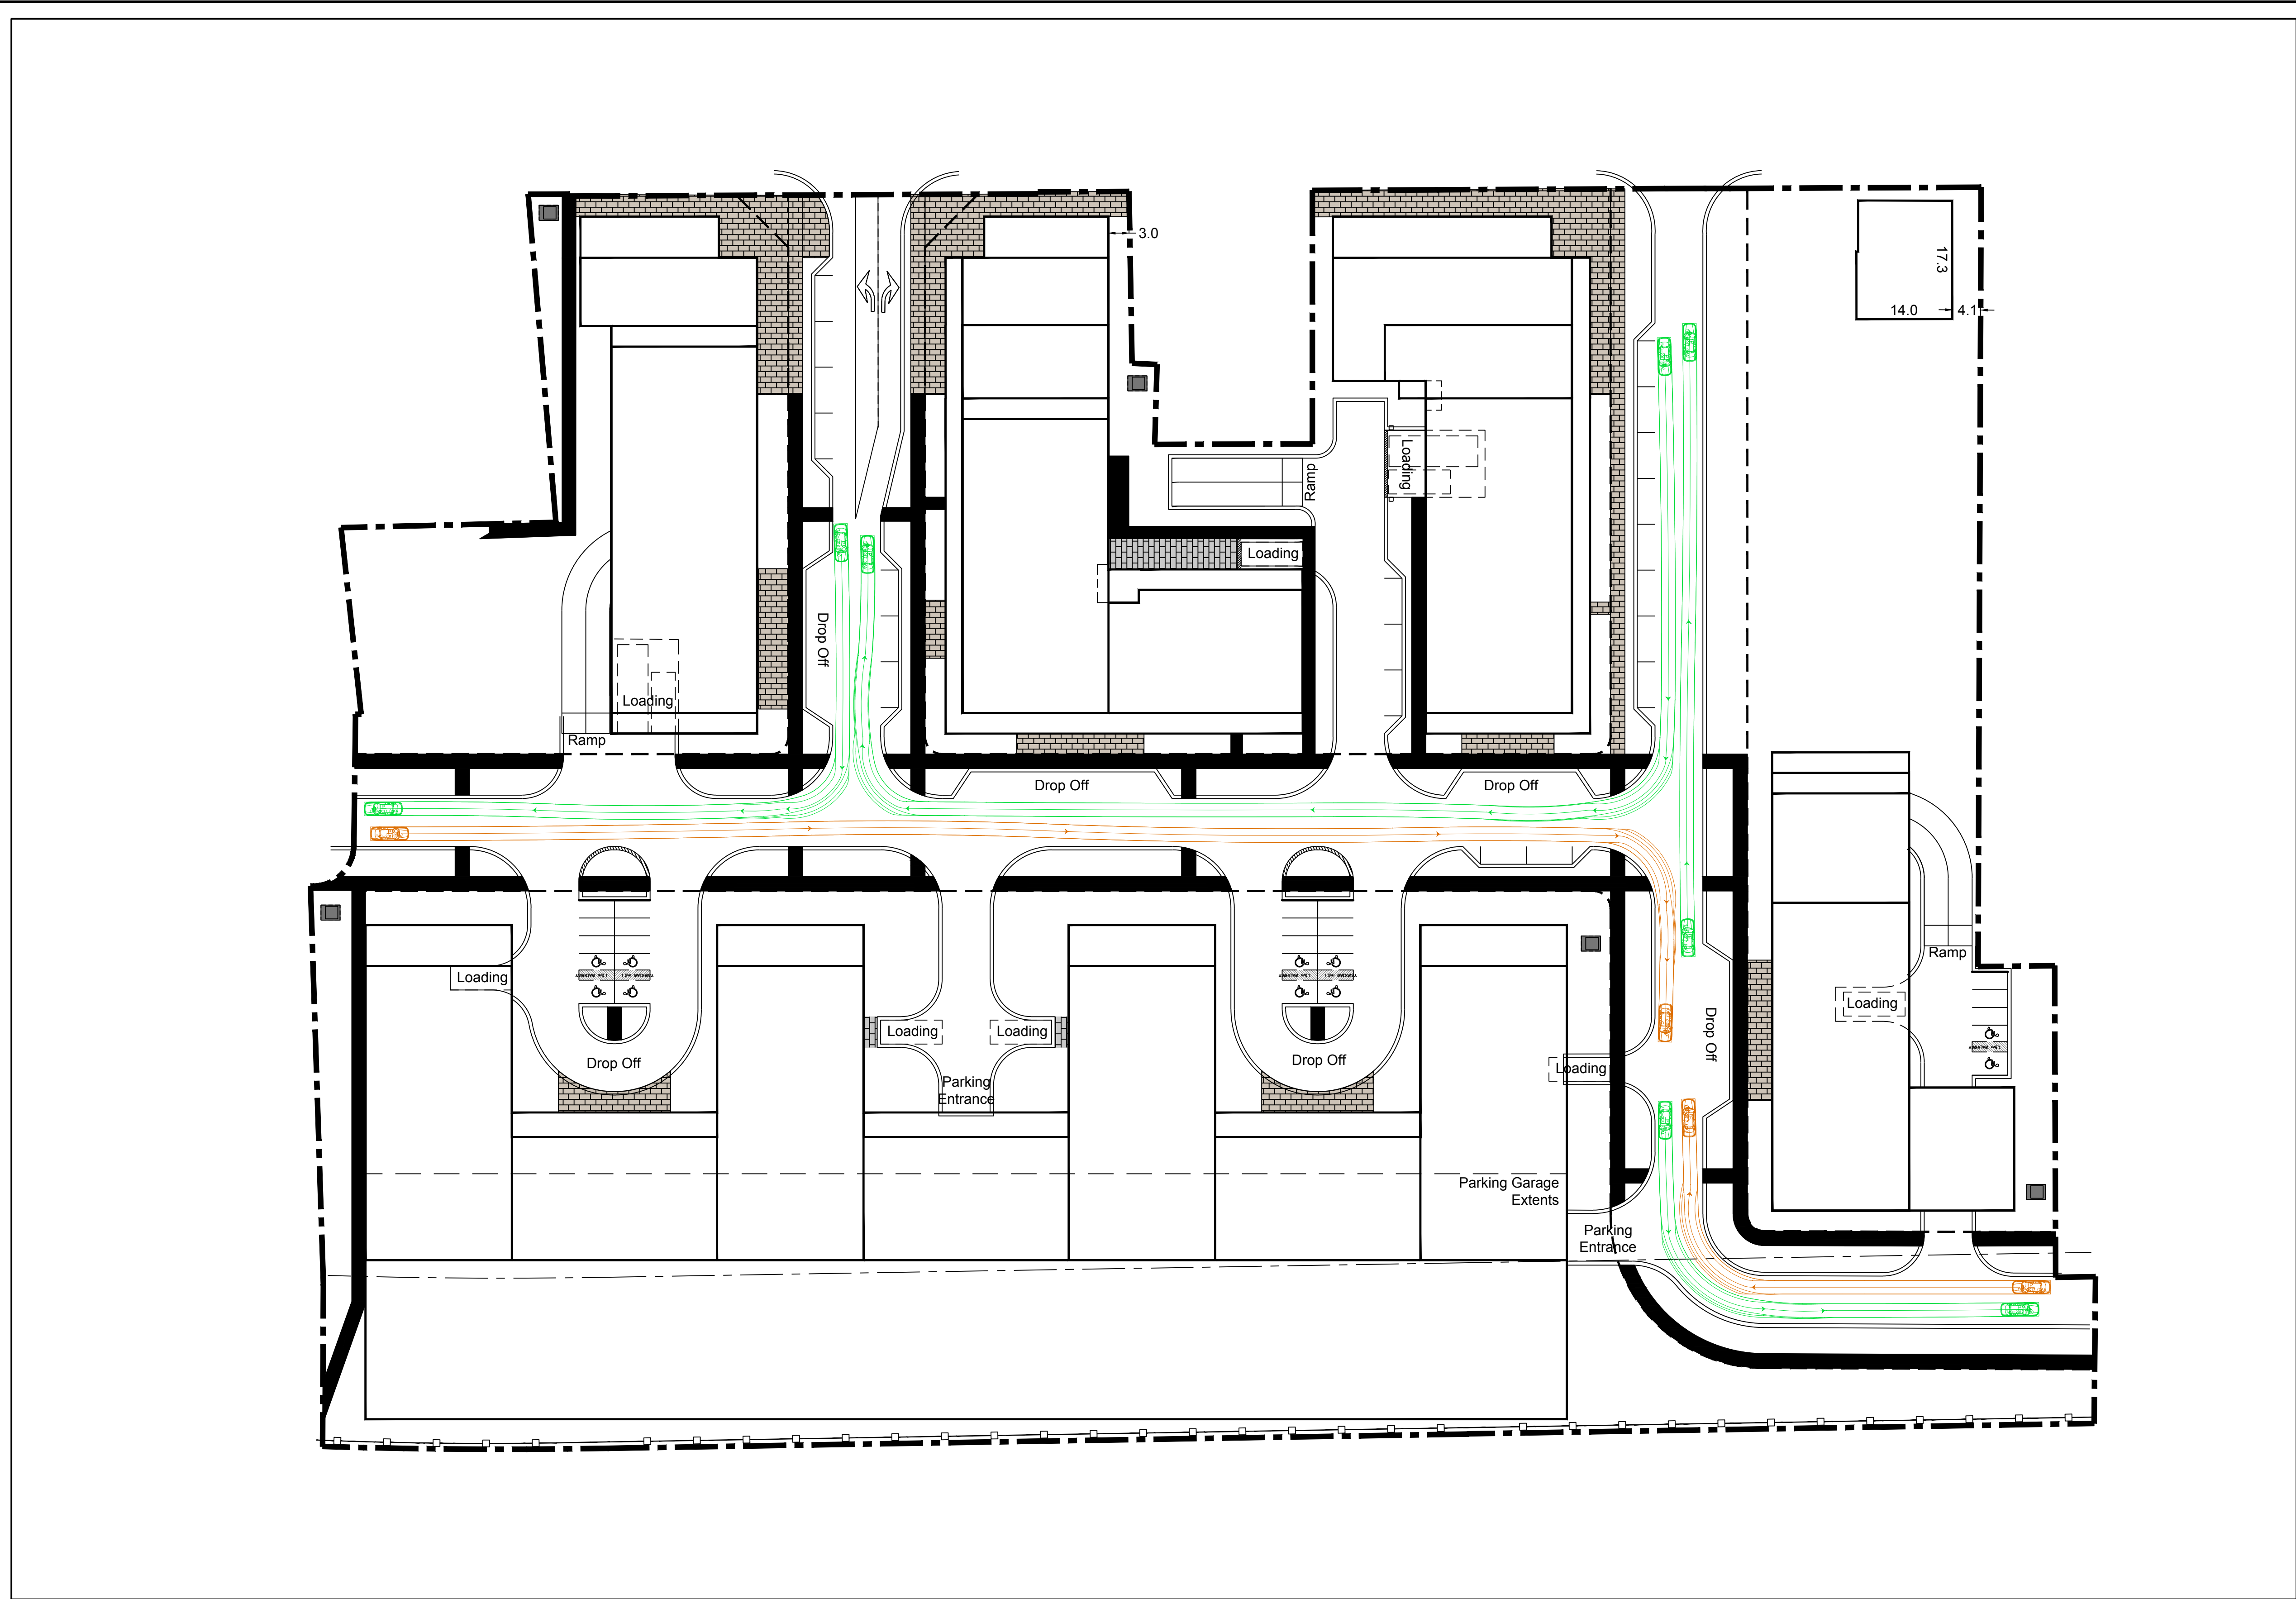 3.0
17.3
14.0
4.1
Loading
Ramp
Loading
Drop Off
Loading
Ramp
Drop Off
Drop Off
Ramp
Loading
Loading
Loading
Loading
Drop Off
Drop Off
Drop Off
Loading
Parking
Entrance
Parking Garage
Extents
Parking
Entrance